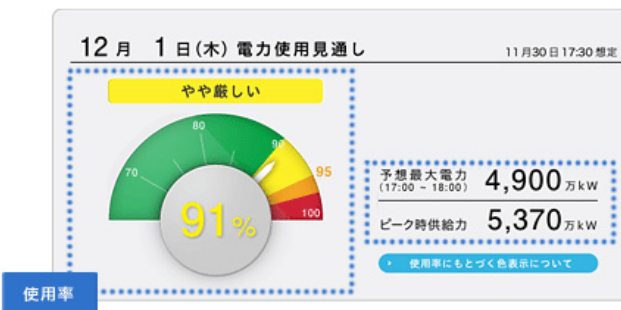 12月 1日(木) 電力使用見通し
11月30日17:30 想定
やや厳しい
70
80
90
95
100
91%
予想最大電力
(17:00 ~ 18:00)
4,900万kW
ピーク時供給力
5,370万kW
使用率にもとづく色表示について
使用率